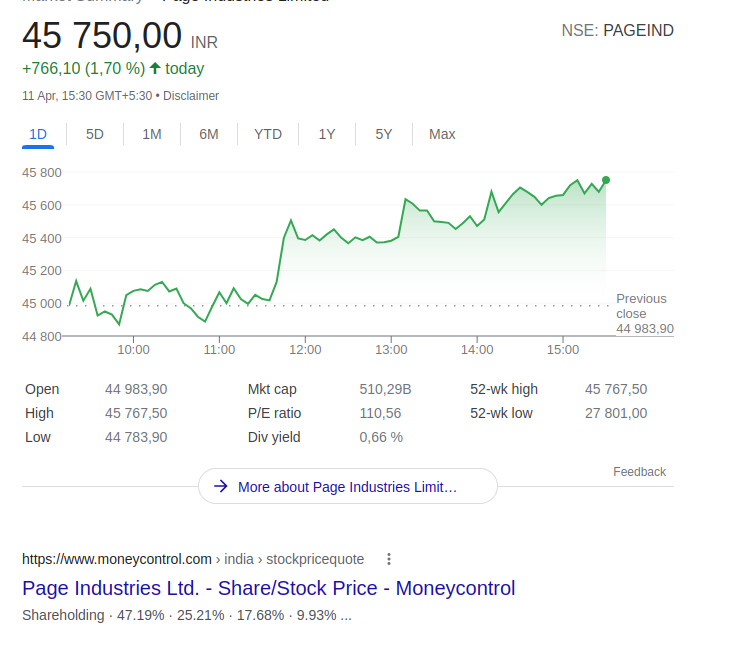 Market Summary > Page Industries Limited
45 750,00 INR
NSE: PAGEIND
+766,10 (1,70 %) ↑ today
11 Apr, 15:30 GMT+5:30 • Disclaimer
1D 5D 1M 6M YTD 1Y 5Y Max
45 800
45 600
45 400
45 200
45 000
44 800
Previous
close
44 983,90
10:00 11:00 12:00 13:00 14:00 15:00
Open 44 983,90 Mkt cap 510,29B 52-wk high 45 767,50
High 45 767,50 P/E ratio 110,56 52-wk low 27 801,00
Low 44 783,90 Div yield 0,66 %
Feedback
→ More about Page Industries Limit…
https://www.moneycontrol.com › india › stockpricequote
Page Industries Ltd. - Share/Stock Price - Moneycontrol
Shareholding · 47.19% · 25.21% · 17.68% · 9.93% ...